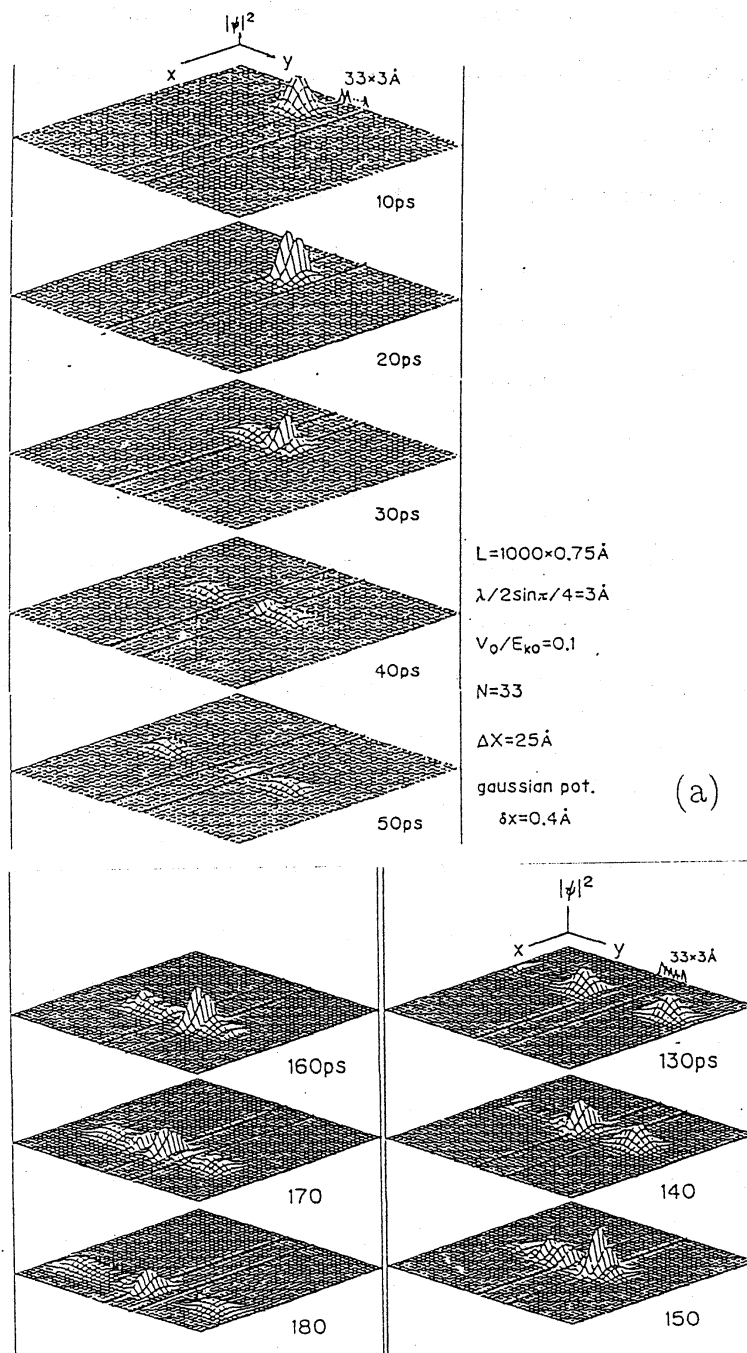 |ψ|²
x
y
33×3Å
10ps
20ps
30ps
40ps
50ps
L=1000×0.75Å
λ/2sinπ/4=3Å
V₀/Eₖ₀=0.1
N=33
ΔX=25Å
gaussian pot.
δx=0.4Å
(a)
160ps
170
180
|ψ|²
x
y
33×3Å
130ps
140
150